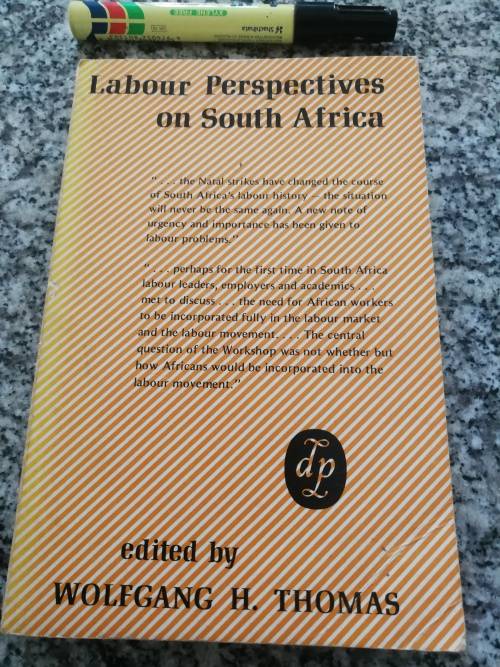 XYLENE FREE
Shachihata
Labour Perspectives
on South Africa
". . . the Natal strikes have changed the course
of South Africa's labour history — the situation
will never be the same again. A new note of
urgency and importance has been given to
labour problems."
". . . perhaps for the first time in South Africa
labour leaders, employers and academics . . .
met to discuss . . . the need for African workers
to be incorporated fully in the labour market
and the labour movement. . . . The central
question of the Workshop was not whether but
how Africans would be incorporated into the
labour movement."
dp
edited by
WOLFGANG H. THOMAS